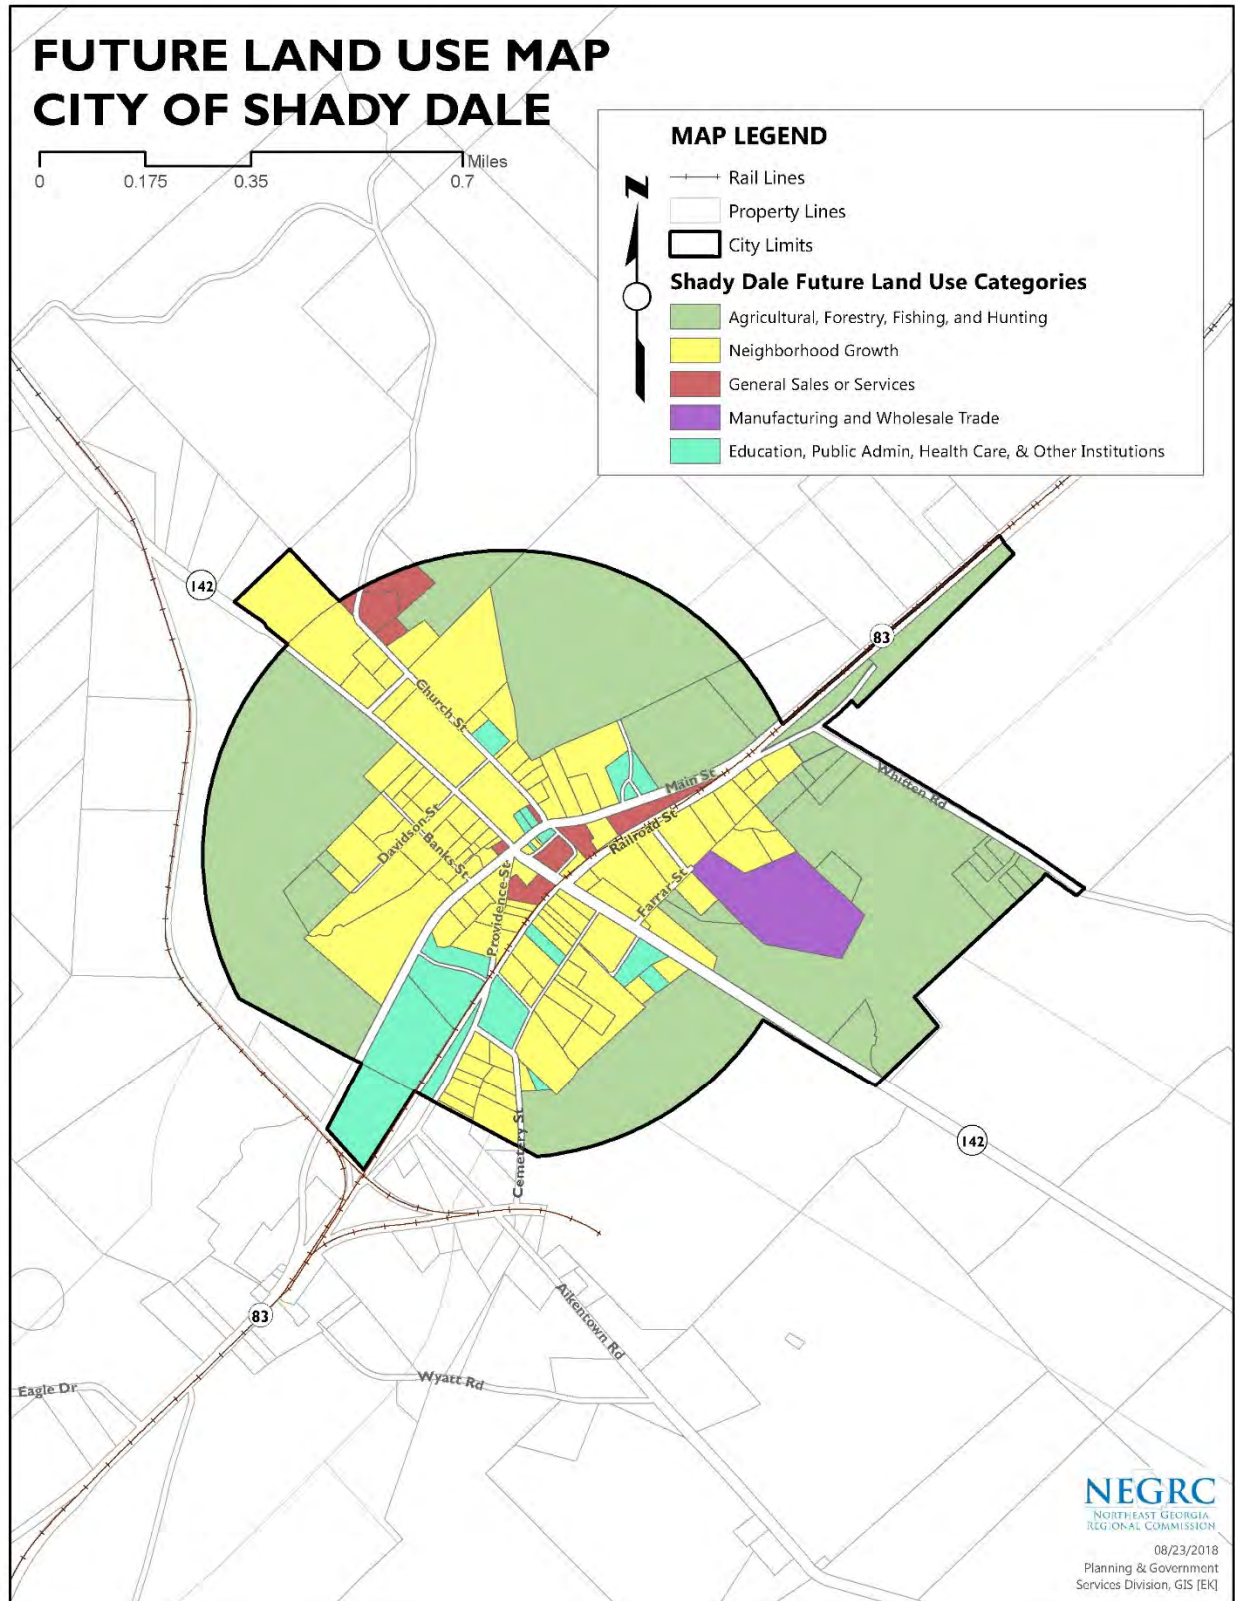 FUTURE LAND USE MAP
CITY OF SHADY DALE
Miles
0 0.175 0.35 0.7
MAP LEGEND
N
Rail Lines
Property Lines
City Limits
Shady Dale Future Land Use Categories
Agricultural, Forestry, Fishing, and Hunting
Neighborhood Growth
General Sales or Services
Manufacturing and Wholesale Trade
Education, Public Admin, Health Care, & Other Institutions
142
83
Church St
Main St
Whitten Rd
Davidson St
Banks St
Railroad St
Providence St
Farrar St
142
Cemetery St
83
Aikentown Rd
Wyatt Rd
Eagle Dr
NEGRC
NORTHEAST GEORGIA
REGIONAL COMMISSION
08/23/2018
Planning & Government
Services Division, GIS [EK]